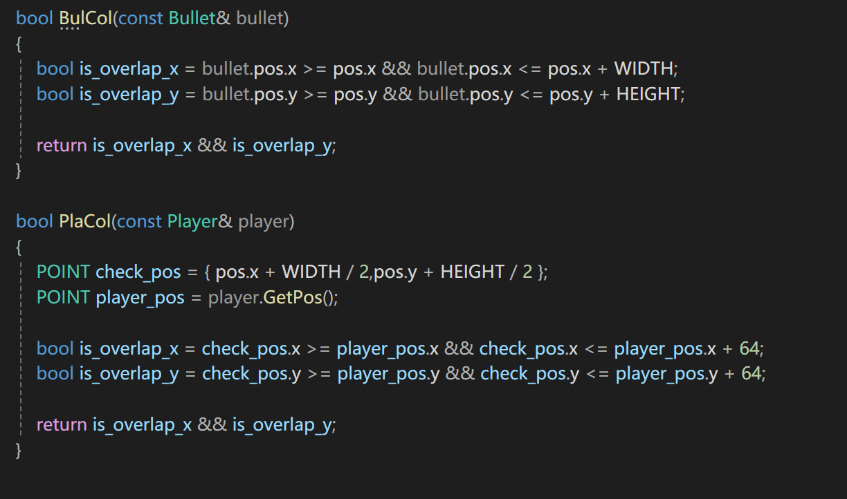 bool BulCol(const Bullet& bullet)
{
bool is_overlap_x = bullet.pos.x >= pos.x && bullet.pos.x <= pos.x + WIDTH;
bool is_overlap_y = bullet.pos.y >= pos.y && bullet.pos.y <= pos.y + HEIGHT;
return is_overlap_x && is_overlap_y;
}
bool PlaCol(const Player& player)
{
POINT check_pos = { pos.x + WIDTH / 2,pos.y + HEIGHT / 2 };
POINT player_pos = player.GetPos();
bool is_overlap_x = check_pos.x >= player_pos.x && check_pos.x <= player_pos.x + 64;
bool is_overlap_y = check_pos.y >= player_pos.y && check_pos.y <= player_pos.y + 64;
return is_overlap_x && is_overlap_y;
}